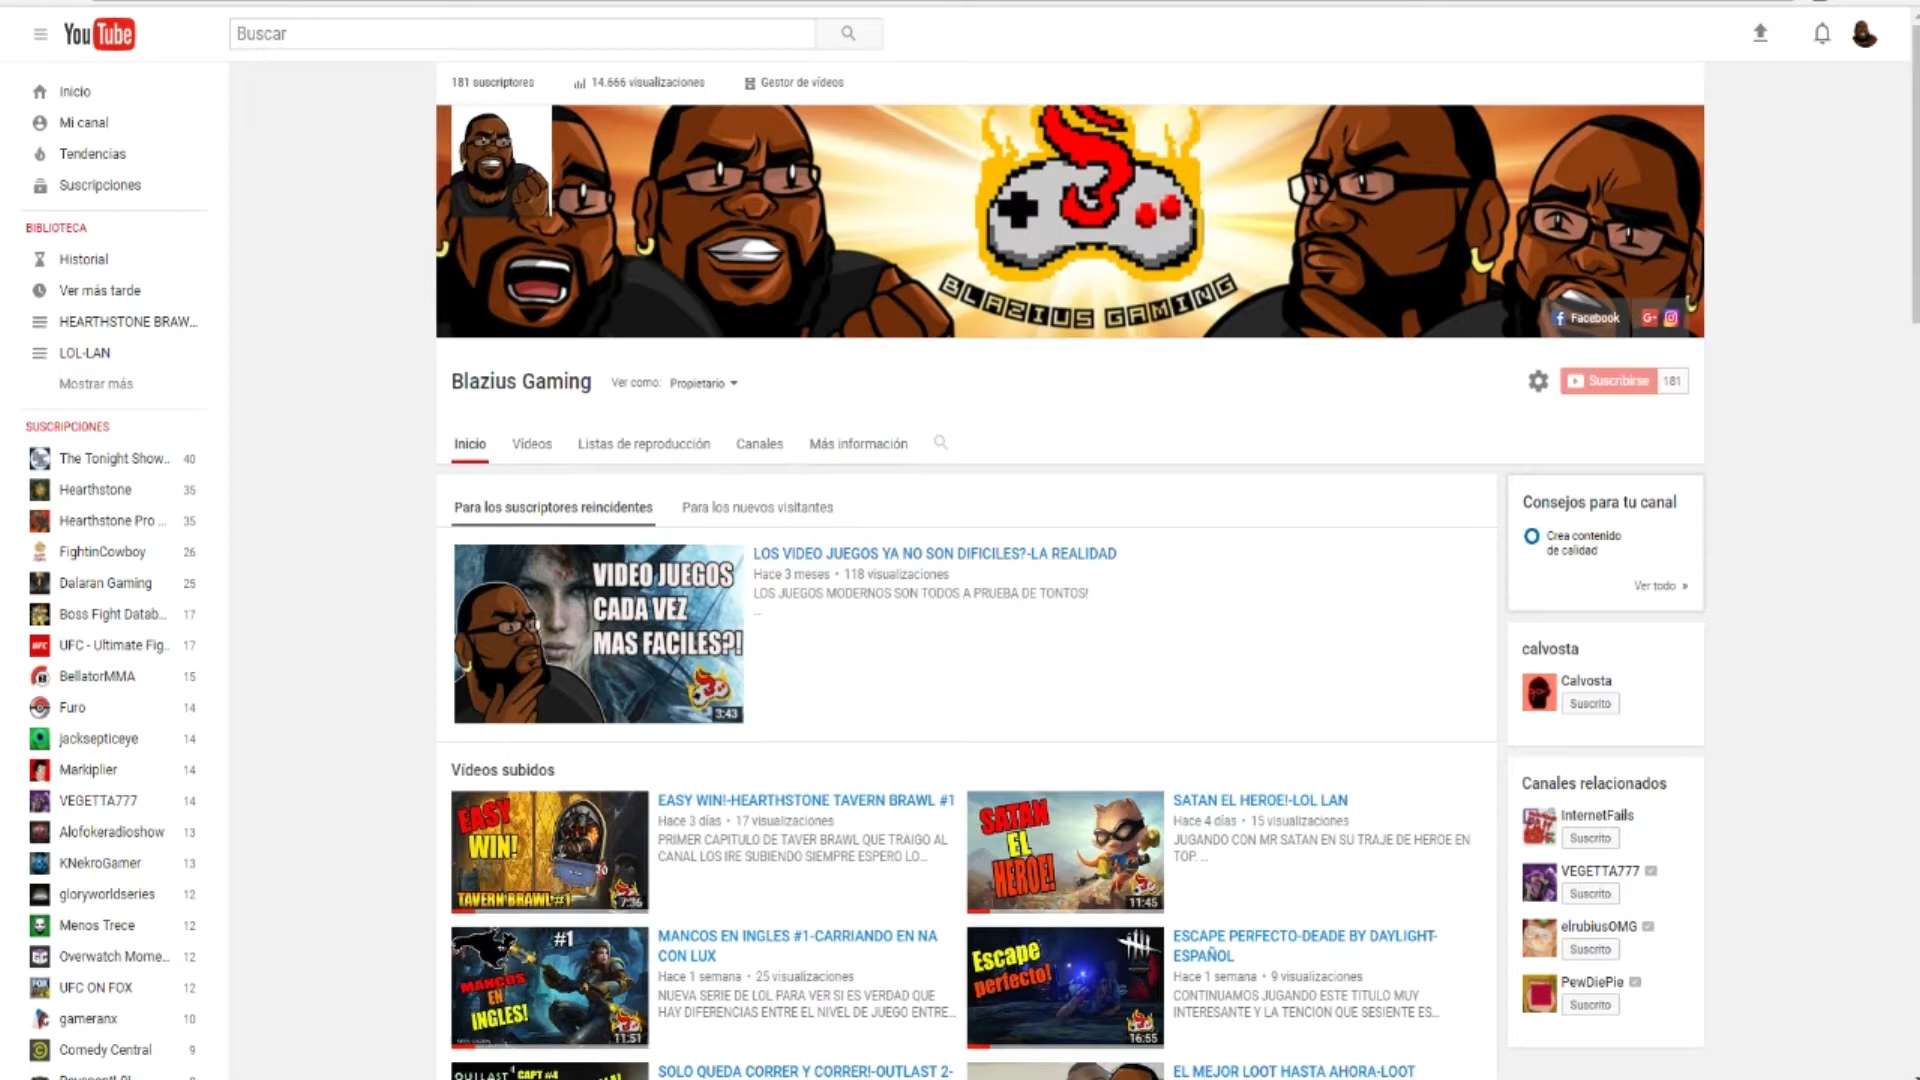 YouTube
Buscar
181 suscriptores
14.666 visualizaciones
Gestor de vídeos
Inicio
Mi canal
Tendencias
Suscripciones
BIBLIOTECA
Historial
Ver más tarde
HEARTHSTONE BRAW...
LOL-LAN
Mostrar más
SUSCRIPCIONES
The Tonight Show.. 40
Hearthstone 35
Hearthstone Pro ... 35
FightinCowboy 26
Dalaran Gaming 25
Boss Fight Datab... 17
UFC - Ultimate Fig.. 17
BellatorMMA 15
Furo 14
jacksepticeye 14
Markiplier 14
VEGETTA777 14
Alofokeradioshow 13
KNekroGamer 13
gloryworldseries 12
Menos Trece 12
Overwatch Mome... 12
UFC ON FOX 12
gameranx 10
Comedy Central 9
BLAZIUS GAMING
Facebook
G+
Blazius Gaming
Ver como: Propietario
Suscribirse 181
Inicio
Vídeos
Listas de reproducción
Canales
Más información
Para los suscriptores reincidentes
Para los nuevos visitantes
VIDEO JUEGOS
CADA VEZ
MAS FACILES?!
3:43
LOS VIDEO JUEGOS YA NO SON DIFICILES?-LA REALIDAD
Hace 3 meses • 118 visualizaciones
LOS JUEGOS MODERNOS SON TODOS A PRUEBA DE TONTOS!
...
Vídeos subidos
EASY
WIN!
TAVERN BRAWL #1
7:36
EASY WIN!-HEARTHSTONE TAVERN BRAWL #1
Hace 3 días • 17 visualizaciones
PRIMER CAPITULO DE TAVER BRAWL QUE TRAIGO AL
CANAL LOS IRE SUBIENDO SIEMPRE ESPERO LO...
SATAN
EL
HEROE!
11:45
SATAN EL HEROE!-LOL LAN
Hace 4 días • 15 visualizaciones
JUGANDO CON MR SATAN EN SU TRAJE DE HEROE EN
TOP. ...
#1
MANCOS
EN
INGLES!
11:51
MANCOS EN INGLES #1-CARRIANDO EN NA
CON LUX
Hace 1 semana • 25 visualizaciones
NUEVA SERIE DE LOL PARA VER SI ES VERDAD QUE
HAY DIFERENCIAS ENTRE EL NIVEL DE JUEGO ENTRE...
Escape
perfecto!
16:55
ESCAPE PERFECTO-DEADE BY DAYLIGHT-
ESPAÑOL
Hace 1 semana • 9 visualizaciones
CONTINUAMOS JUGANDO ESTE TITULO MUY
INTERESANTE Y LA TENCION QUE SESIENTE ES...
OUTLAST CAPT #4
SOLO QUEDA CORRER Y CORRER!-OUTLAST 2-
EL MEJOR LOOT HASTA AHORA-LOOT
Consejos para tu canal
Crea contenido
de calidad
Ver todo »
calvosta
Calvosta
Suscrito
Canales relacionados
InternetFails
Suscrito
VEGETTA777
Suscrito
elrubiusOMG
Suscrito
PewDiePie
Suscrito